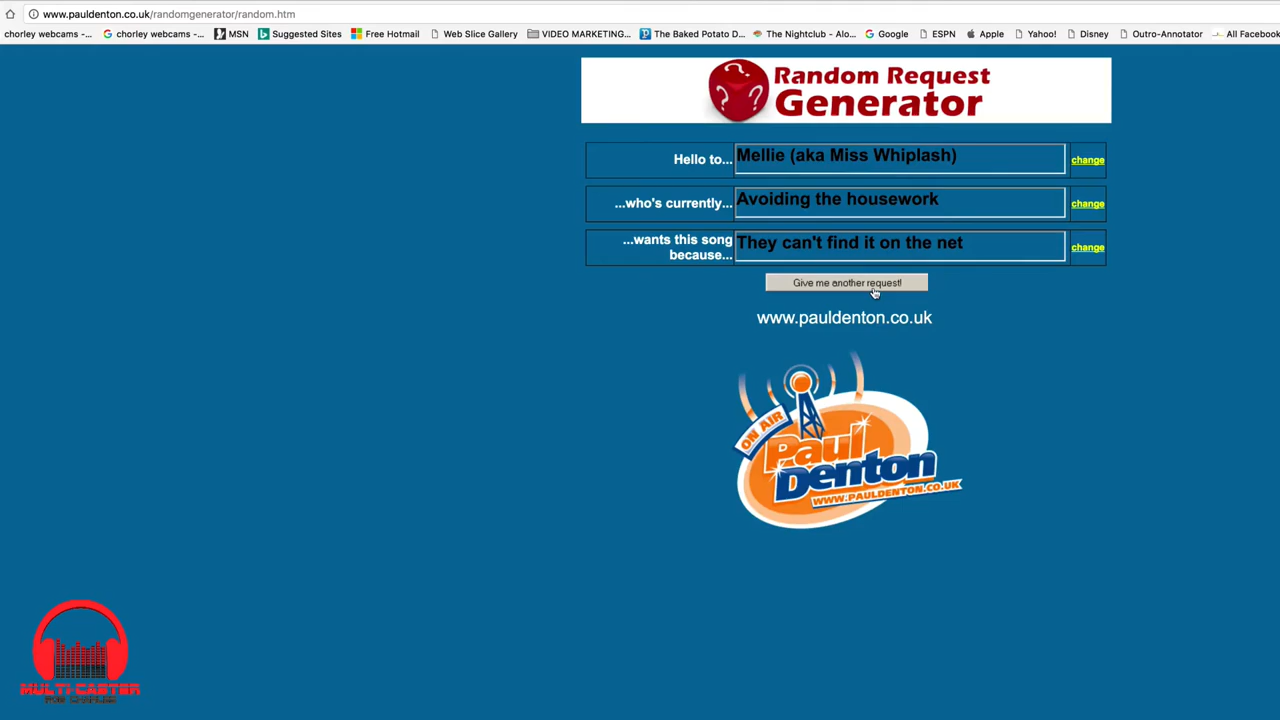 www.pauldenton.co.uk/randomgenerator/random.htm
chorley webcams -... chorley webcams -... MSN Suggested Sites Free Hotmail Web Slice Gallery VIDEO MARKETING... The Baked Potato D... The Nightclub - Alo... Google ESPN Apple Yahoo! Disney Outro-Annotator All Facebook
Random Request
Generator
Hello to... Mellie (aka Miss Whiplash) change
...who's currently... Avoiding the housework change
...wants this song
because... They can't find it on the net change
Give me another request!
www.pauldenton.co.uk
ON AIR
Paul
Denton
WWW.PAULDENTON.CO.UK
MULTI-CASTER